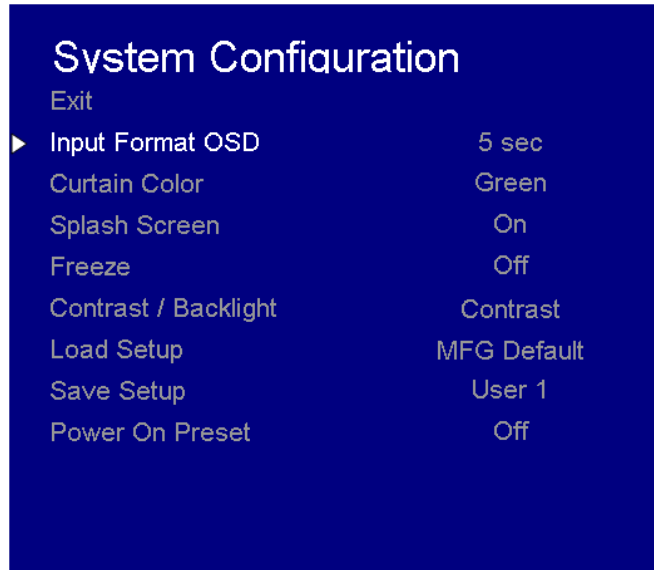 System Configuration
Exit
Input Format OSD 5 sec
Curtain Color Green
Splash Screen On
Freeze Off
Contrast / Backlight Contrast
Load Setup MFG Default
Save Setup User 1
Power On Preset Off